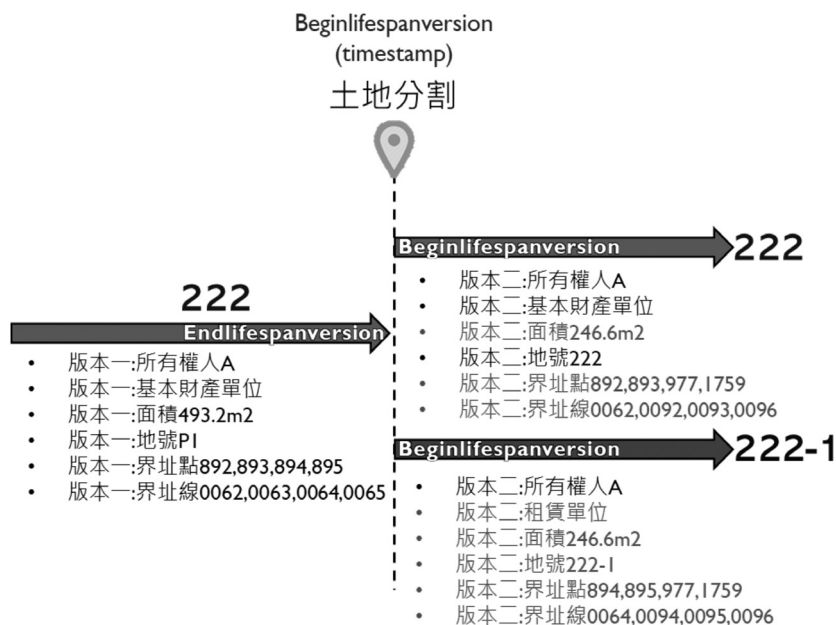 Beginlifespanversion
(timestamp)
土地分割
Beginlifespanversion 222
• 版本二:所有權人A
• 版本二:基本財產單位
• 版本二:面積246.6m2
• 版本二:地號222
• 版本二:界址點892,893,977,1759
• 版本二:界址線0062,0092,0093,0096
222
Endlifespanversion
• 版本一:所有權人A
• 版本一:基本財產單位
• 版本一:面積493.2m2
• 版本一:地號P1
• 版本一:界址點892,893,894,895
• 版本一:界址線0062,0063,0064,0065
Beginlifespanversion 222-1
• 版本二:所有權人A
• 版本二:租賃單位
• 版本二:面積246.6m2
• 版本二:地號222-1
• 版本二:界址點894,895,977,1759
• 版本二:界址線0064,0094,0095,0096